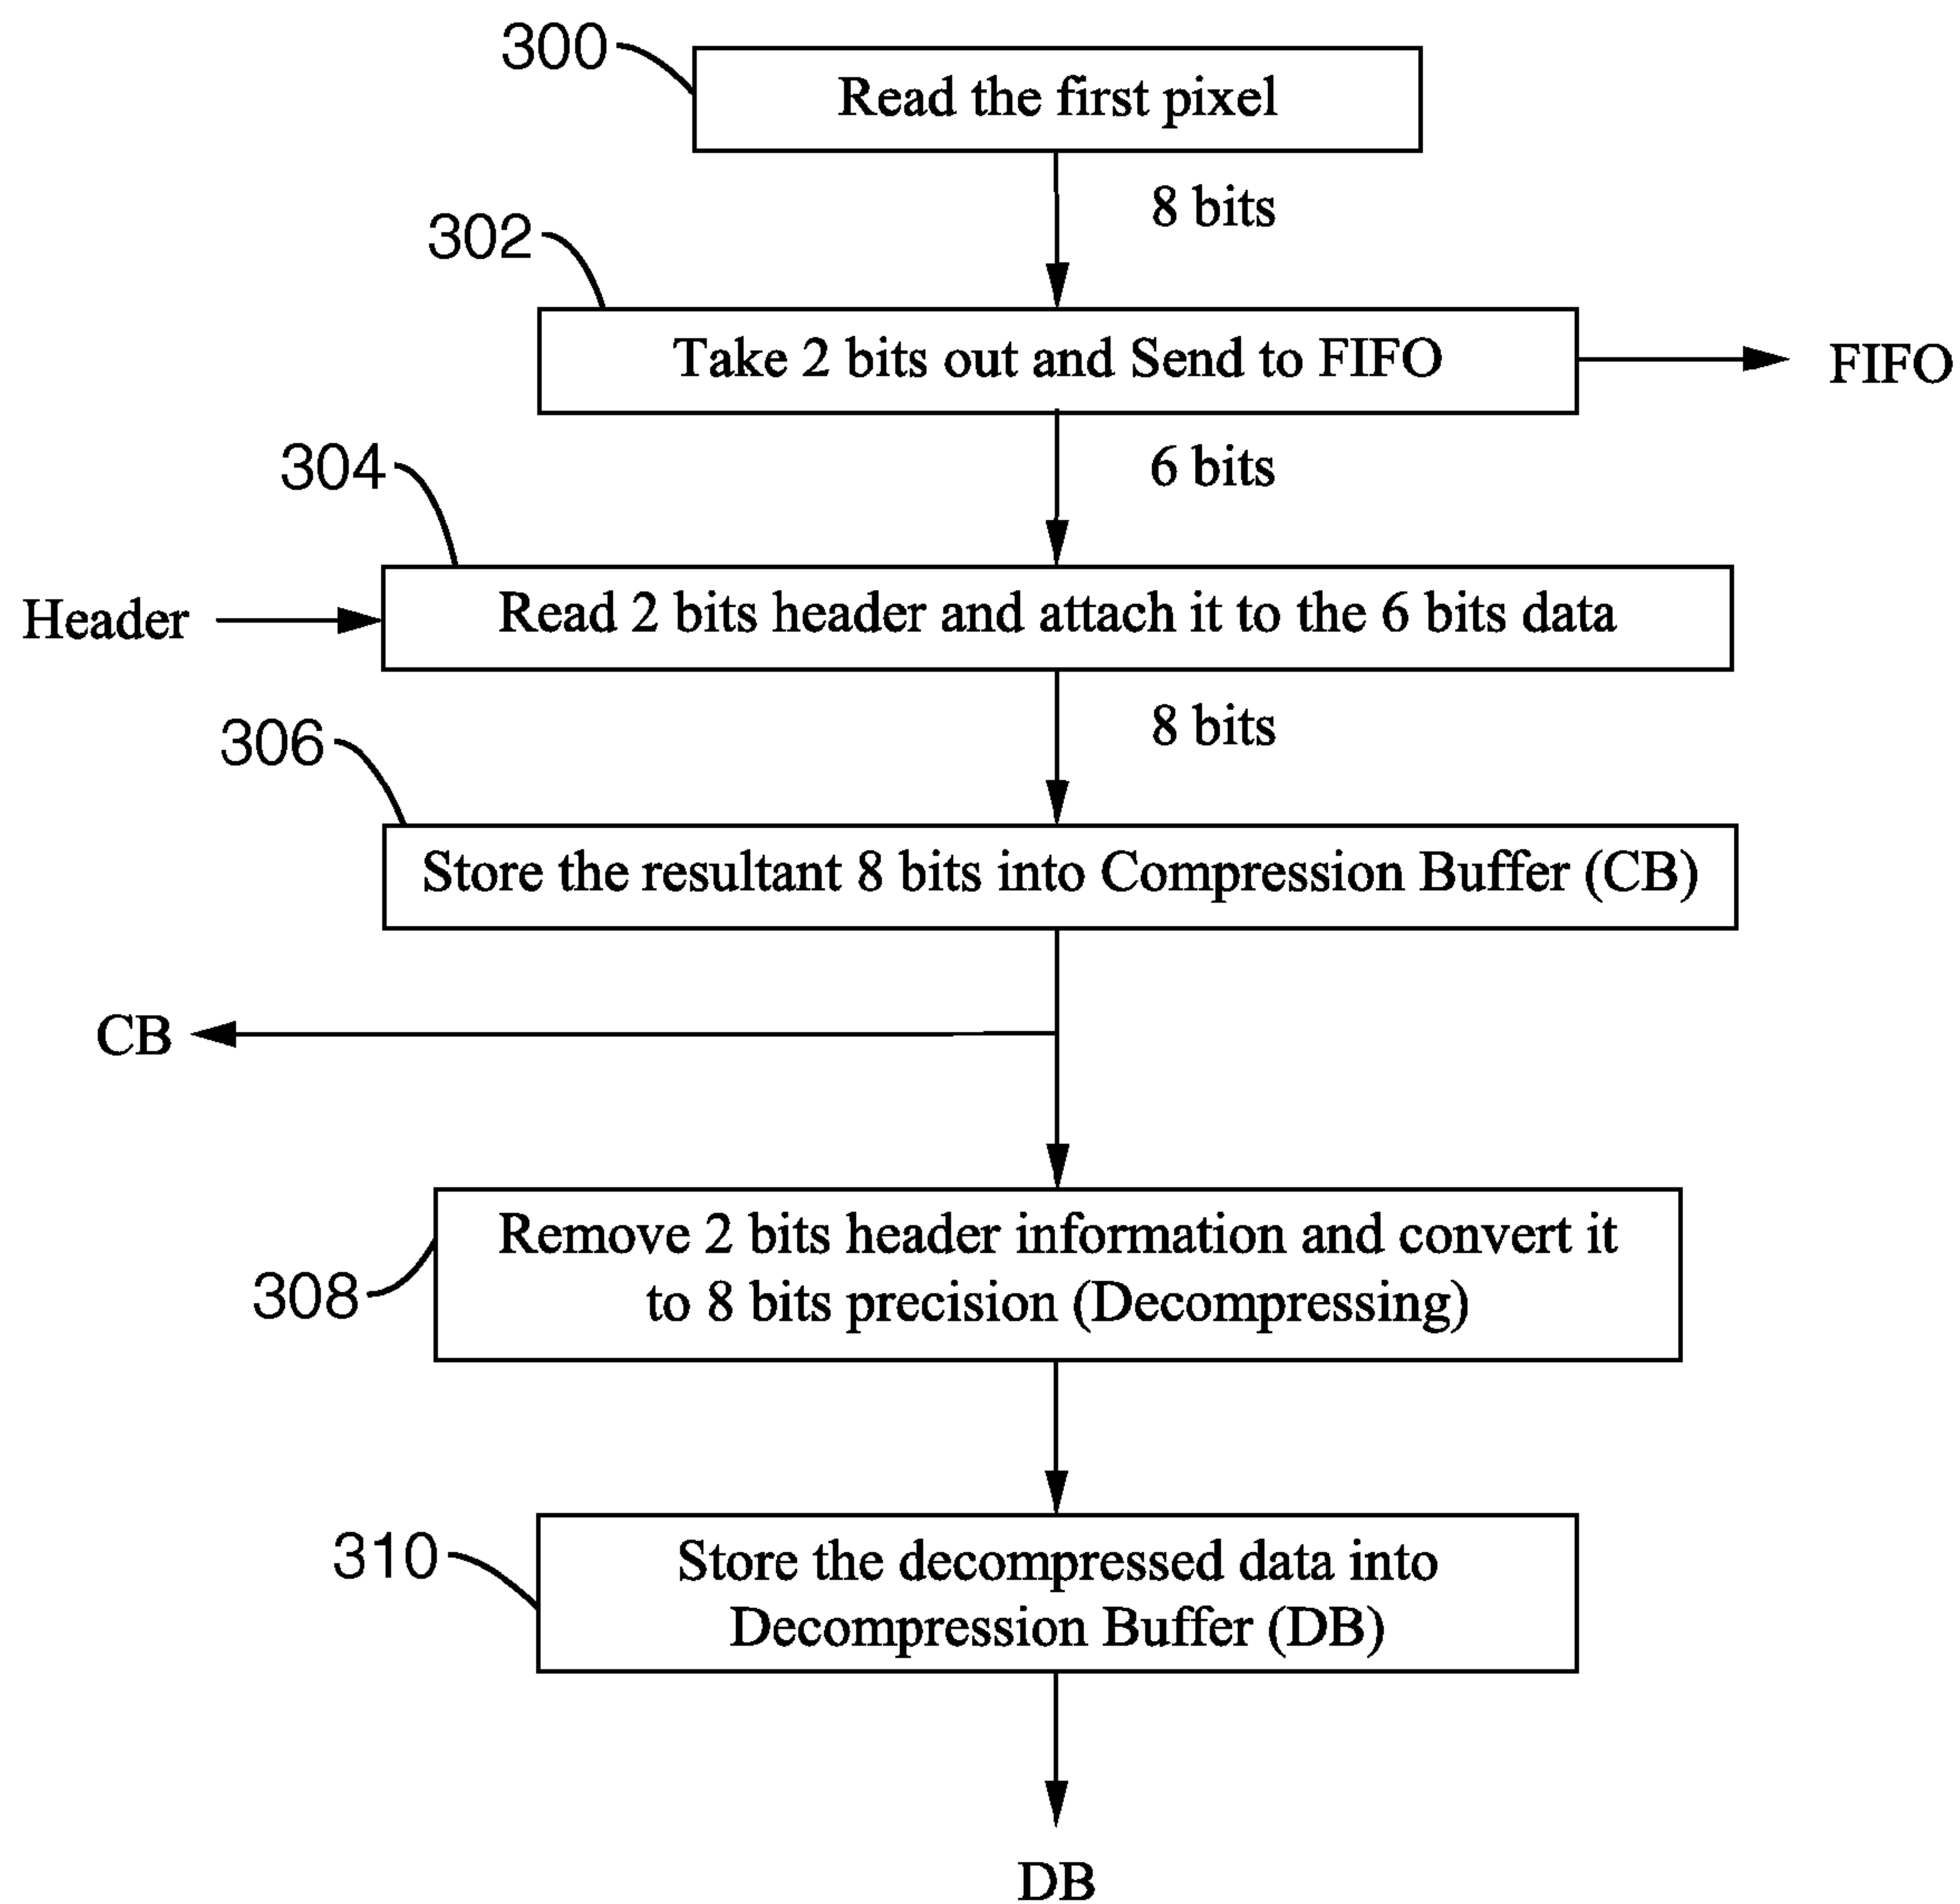 300
Read the first pixel
8 bits
302
Take 2 bits out and Send to FIFO
FIFO
6 bits
304
Header
Read 2 bits header and attach it to the 6 bits data
8 bits
306
Store the resultant 8 bits into Compression Buffer (CB)
CB
308
Remove 2 bits header information and convert it
to 8 bits precision (Decompressing)
310
Store the decompressed data into
Decompression Buffer (DB)
DB